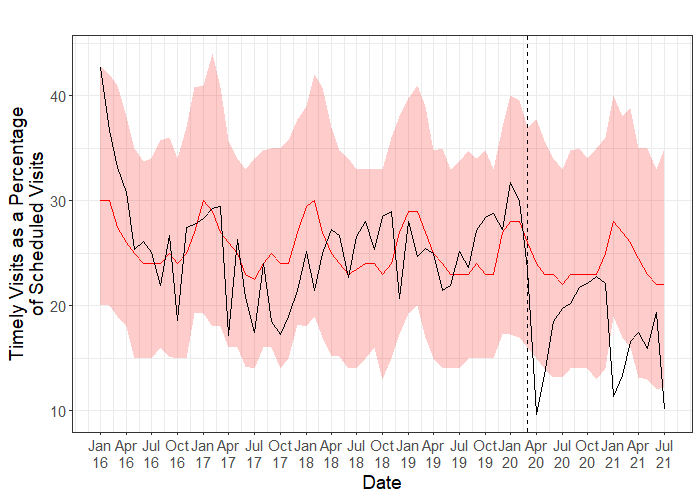 Timely Visits as a Percentage
of Scheduled Visits
40
30
20
10
Jan Apr Jul Oct Jan Apr Jul Oct Jan Apr Jul Oct Jan Apr Jul Oct Jan Apr Jul Oct Jan Apr Jul
16 16 16 16 17 17 17 17 18 18 18 18 19 19 19 19 20 20 20 20 21 21 21
Date